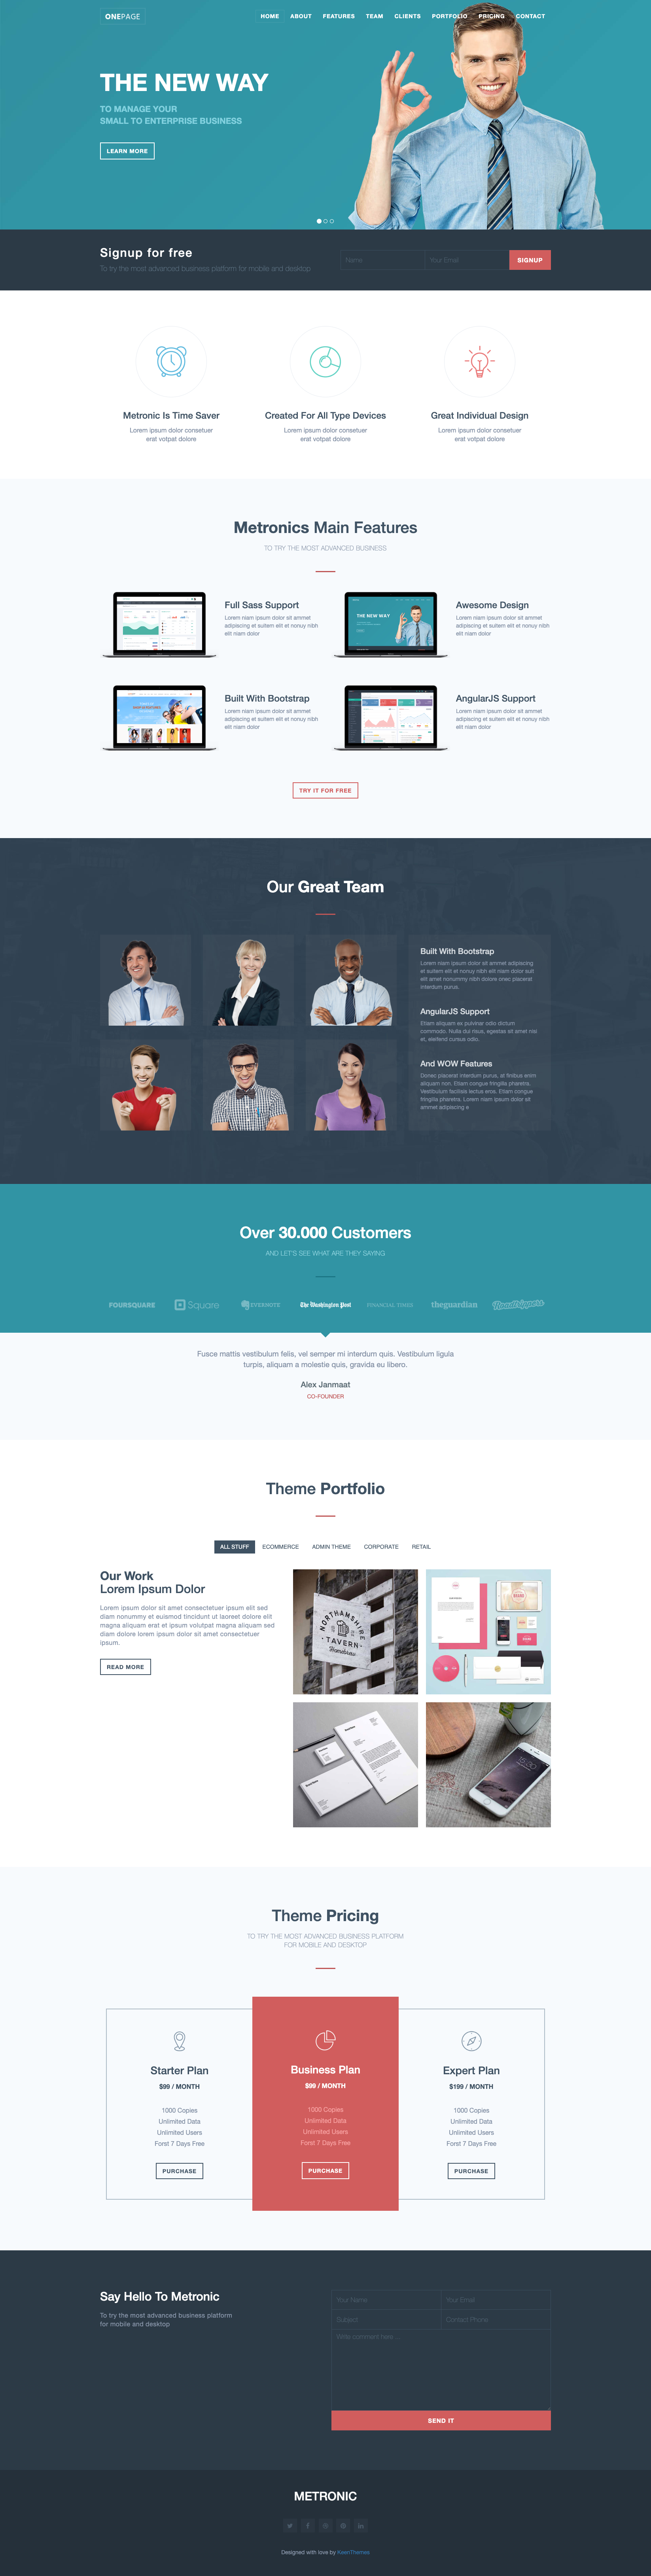 ONEPAGE
HOME ABOUT FEATURES TEAM CLIENTS PORTFOLIO PRICING CONTACT
THE NEW WAY
TO MANAGE YOUR
SMALL TO ENTERPRISE BUSINESS
LEARN MORE
Signup for free
To try the most advanced business platform for mobile and desktop
Name
Your Email
SIGNUP
Metronic Is Time Saver
Lorem ipsum dolor consetuer
erat votpat dolore
Created For All Type Devices
Lorem ipsum dolor consetuer
erat votpat dolore
Great Individual Design
Lorem ipsum dolor consetuer
erat votpat dolore
Metronics Main Features
TO TRY THE MOST ADVANCED BUSINESS
Full Sass Support
Lorem niam ipsum dolor sit ammet
adipiscing et suitem elit et nonuy nibh
elit niam dolor
THE NEW WAY
Awesome Design
Lorem niam ipsum dolor sit ammet
adipiscing et suitem elit et nonuy nibh
elit niam dolor
Built With Bootstrap
Lorem niam ipsum dolor sit ammet
adipiscing et suitem elit et nonuy nibh
elit niam dolor
AngularJS Support
Lorem niam ipsum dolor sit ammet
adipiscing et suitem elit et nonuy nibh
elit niam dolor
TRY IT FOR FREE
Our Great Team
Built With Bootstrap
Lorem niam ipsum dolor sit ammet adipiscing
et suitem elit et nonuy nibh elit niam dolor suit
elit amet nonummy nibh dolore onec placerat
interdum purus.
AngularJS Support
Etiam aliquam ex pulvinar odio dictum
commodo. Nulla dui risus, egestas sit amet nisl
et, eleifend cursus odio.
And WOW Features
Donec placerat interdum purus, at finibus enim
aliquam non. Etiam congue fringilla pharetra.
Vestibulum facilisis lectus eros. Etiam congue
fringilla pharetra. Lorem niam ipsum dolor sit
ammet adipiscing e
Over 30.000 Customers
AND LET'S SEE WHAT ARE THEY SAYING
FOURSQUARE
Square
EVERNOTE
The Washington Post
FINANCIAL TIMES
theguardian
Roadtrippers
Fusce mattis vestibulum felis, vel semper mi interdum quis. Vestibulum ligula
turpis, aliquam a molestie quis, gravida eu libero.
Alex Janmaat
CO-FOUNDER
Theme Portfolio
ALL STUFF ECOMMERCE ADMIN THEME CORPORATE RETAIL
Our Work
Lorem Ipsum Dolor
Lorem ipsum dolor sit amet consectetuer ipsum elit sed
diam nonummy et euismod tincidunt ut laoreet dolore elit
magna aliquam erat et ipsum volutpat magna aliquam sed
diam dolore lorem ipsum dolor sit amet consectetuer
ipsum.
READ MORE
NORTHAMSHIRE
TAVERN
16:20
Theme Pricing
TO TRY THE MOST ADVANCED BUSINESS PLATFORM
FOR MOBILE AND DESKTOP
Starter Plan
$99 / MONTH
1000 Copies
Unlimited Data
Unlimited Users
Forst 7 Days Free
PURCHASE
Business Plan
$99 / MONTH
1000 Copies
Unlimited Data
Unlimited Users
Forst 7 Days Free
PURCHASE
Expert Plan
$199 / MONTH
1000 Copies
Unlimited Data
Unlimited Users
Forst 7 Days Free
PURCHASE
Say Hello To Metronic
To try the most advanced business platform
for mobile and desktop
Your Name
Your Email
Subject
Contact Phone
Write comment here ...
SEND IT
METRONIC
Designed with love by KeenThemes